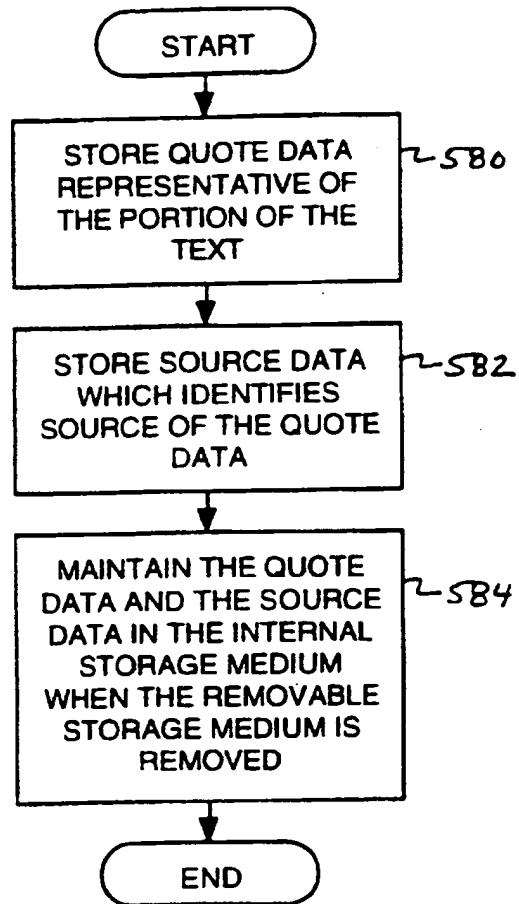 START
STORE QUOTE DATA
REPRESENTATIVE OF
THE PORTION OF THE
TEXT
580
STORE SOURCE DATA
WHICH IDENTIFIES
SOURCE OF THE QUOTE
DATA
582
MAINTAIN THE QUOTE
DATA AND THE SOURCE
DATA IN THE INTERNAL
STORAGE MEDIUM
WHEN THE REMOVABLE
STORAGE MEDIUM IS
REMOVED
584
END